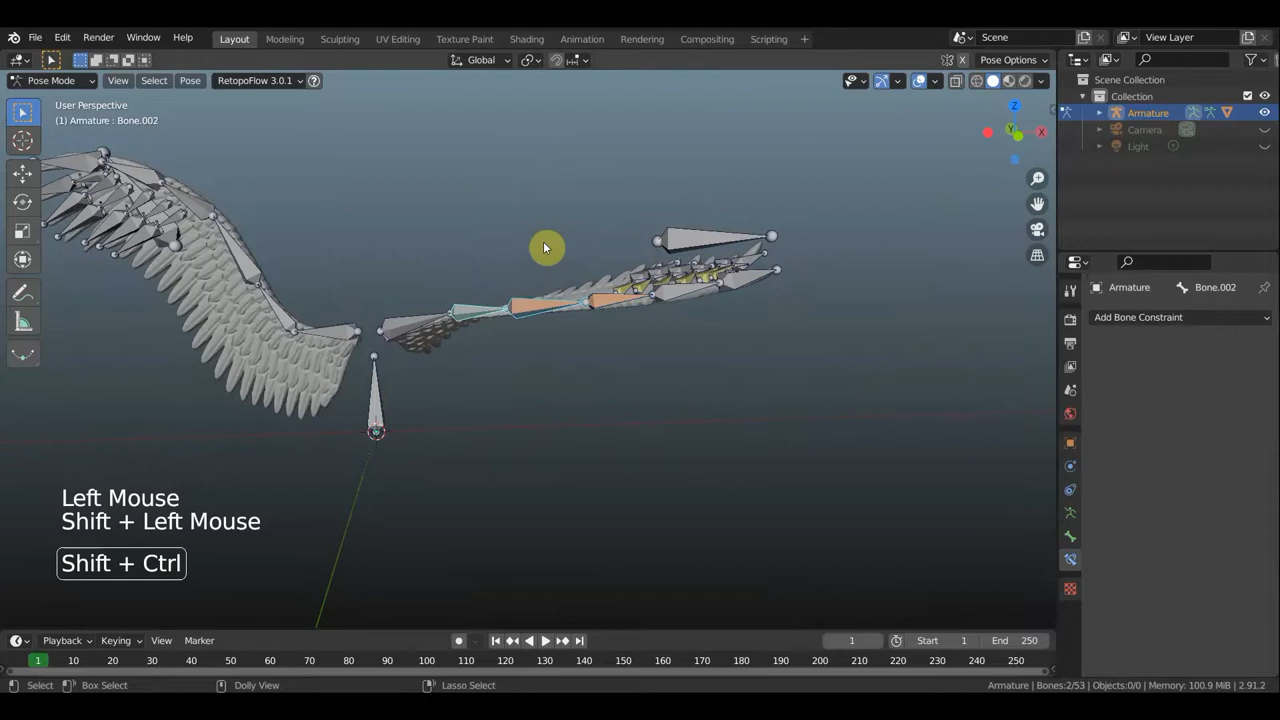 File Edit Render Window Help Layout Modeling Sculpting UV Editing Texture Paint Shading Animation Rendering Compositing Scripting + Scene View Layer
Global Pose Options
Pose Mode View Select Pose RetopoFlow 3.0.1 ?
Scene Collection
Collection
Armature
Camera
Light
User Perspective
(1) Armature : Bone.002
Z
Y
X
Armature Bone.002
Add Bone Constraint
Left Mouse
Shift + Left Mouse
Shift + Ctrl
Playback Keying View Marker 1 Start 1 End 250
1 10 20 30 40 50 60 70 80 90 100 110 120 130 140 150 160 170 180 190 200 210 220 230 240 250
Select Box Select Dolly View Lasso Select Armature | Bones:2/53 | Objects:0/0 | Memory: 100.9 MiB | 2.91.2